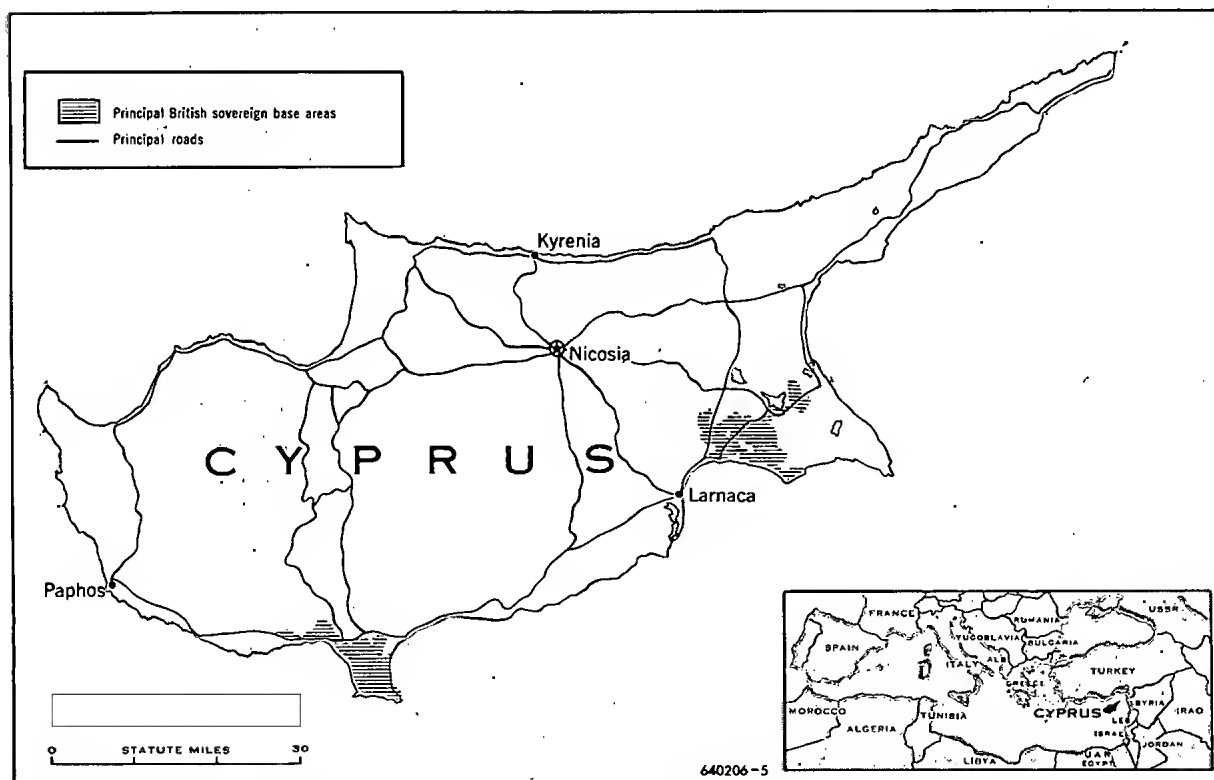 Principal British sovereign base areas
Principal roads
Kyrenia
Nicosia
CYPRUS
Larnaca
Paphos
0 STATUTE MILES 30
640206-5
FRANCE
USSR
RUMANIA
YUGOSLAVIA
BULGARIA
SPAIN
ITALY
ALB
TURKEY
GREECE
CYPRUS
SYRIA
IRAQ
MOROCCO
TUNISIA
LEB
ALGERIA
ISRAEL
JORDAN
LIBYA
UAR
EGYPT